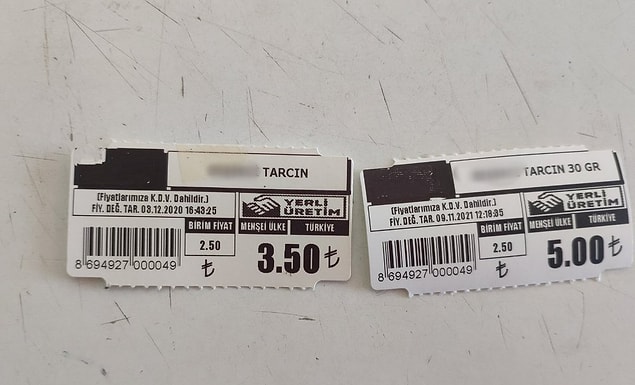 TARCIN
(Fiyatlarımıza K.D.V. Dahildir.)
FİY. DEĞ. TAR. 03.12.2020 16:43:25
YERLİ
ÜRETİM
BİRİM FİYAT
MENŞEİ ÜLKE
TÜRKİYE
2.50
₺
3.50 ₺
8 694927 000049
TARCIN 30 GR
(Fiyatlarımıza K.D.V. Dahildir.)
FİY. DEĞ. TAR. 09.11.2021 12:18:35
YERLİ
ÜRETİM
BİRİM FİYAT
MENŞEİ ÜLKE
TÜRKİYE
2.50
₺
5.00 ₺
8 694927 000049